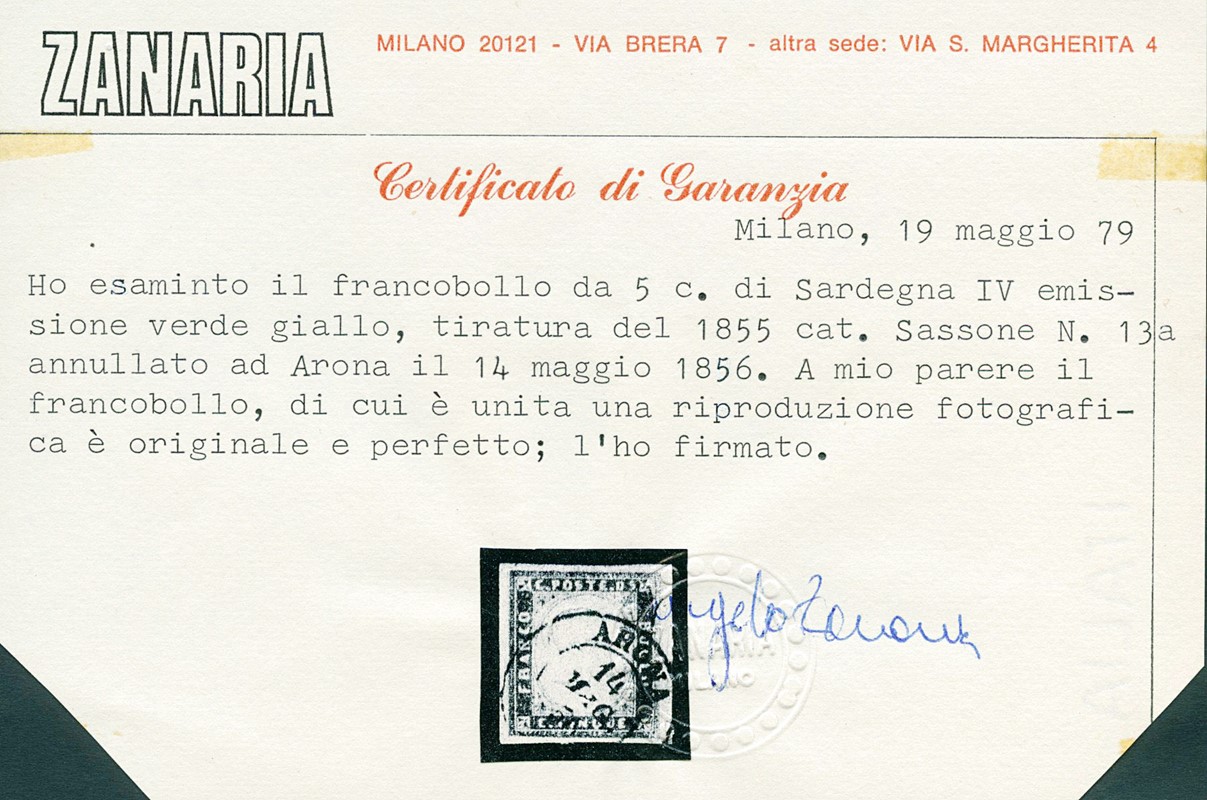 ZANARIA
MILANO 20121 - VIA BRERA 7 - altra sede: VIA S. MARGHERITA 4
Certificato di Garanzia
Milano, 19 maggio 79
Ho esaminto il francobollo da 5 c. di Sardegna IV emis-
sione verde giallo, tiratura del 1855 cat. Sassone N. 13a
annullato ad Arona il 14 maggio 1856. A mio parere il
francobollo, di cui è unita una riproduzione fotografi-
ca è originale e perfetto; l'ho firmato.
C. POSTE
FRANCO
ARONA
14
angelo Zanaria
ZANARIA
MILANO